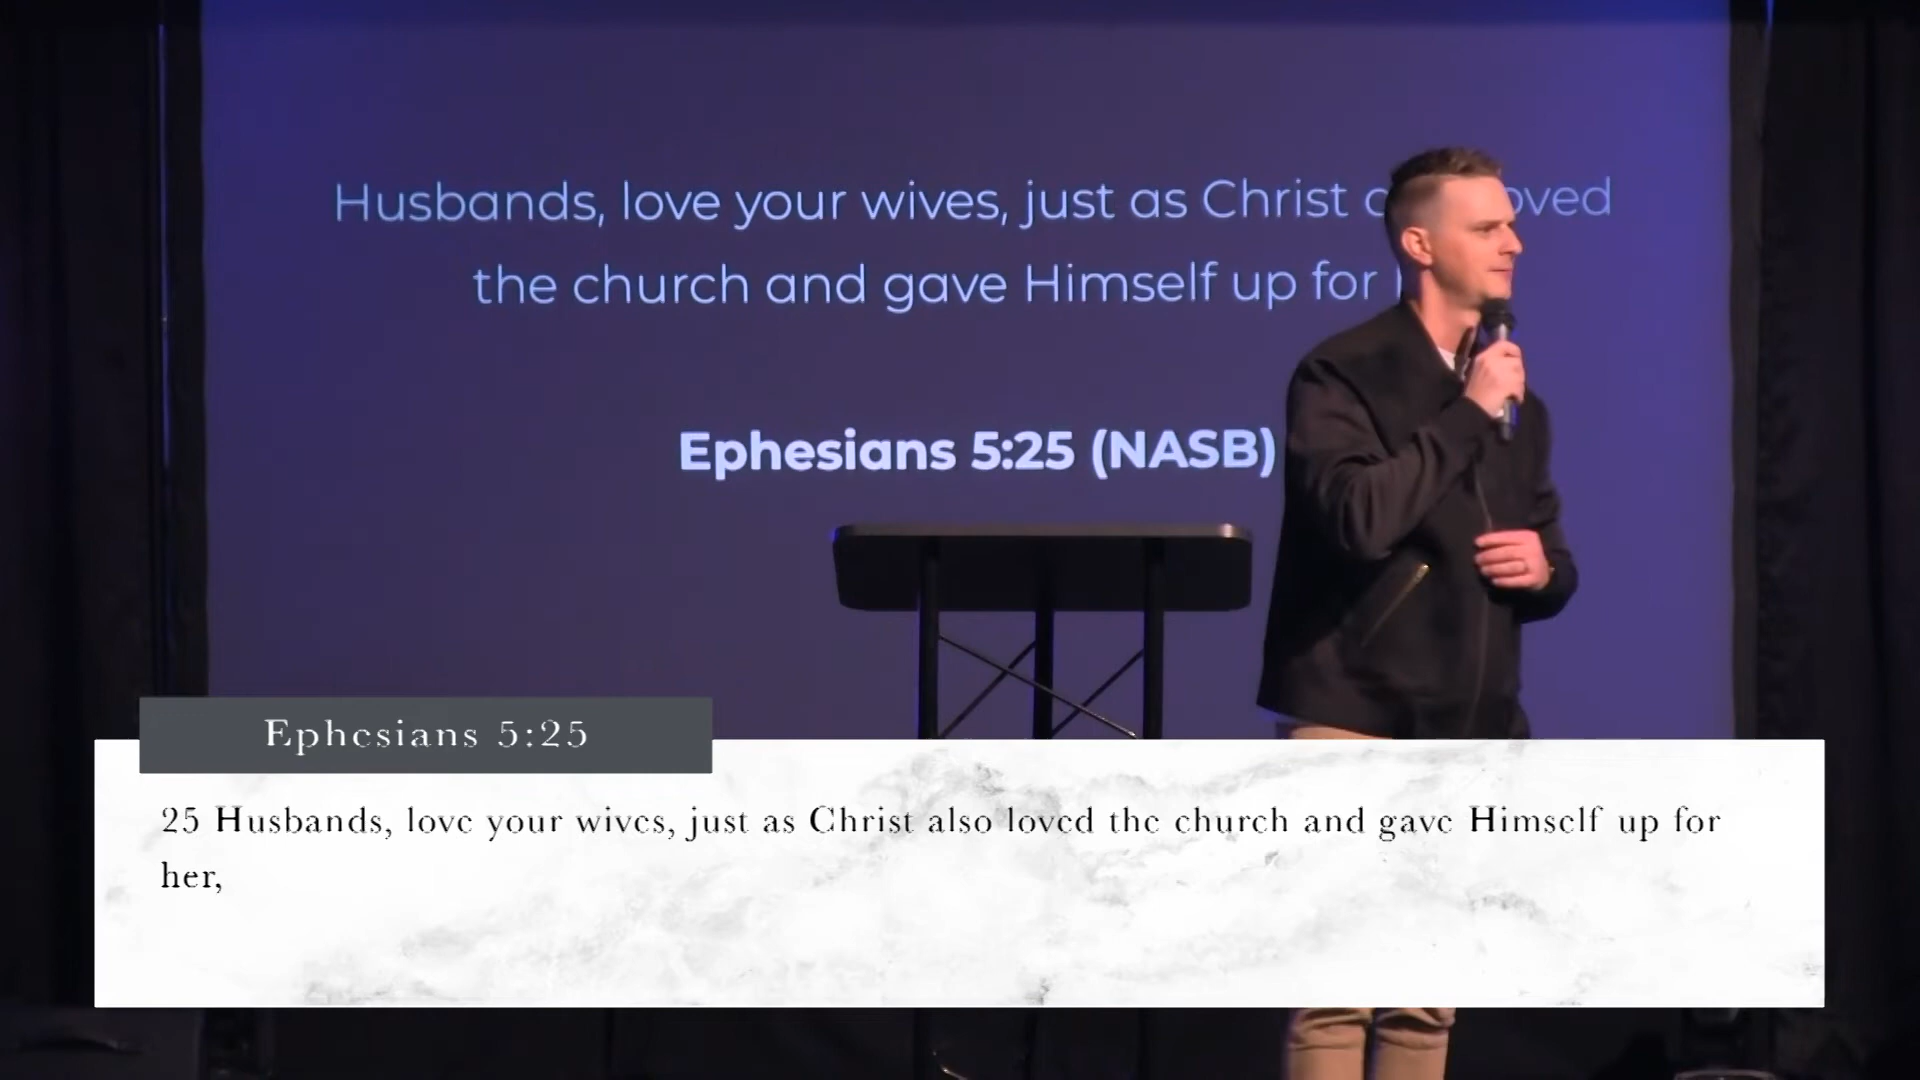 Husbands, love your wives, just as Christ oved
the church and gave Himself up for
Ephesians 5:25 (NASB)
Ephesians 5:25
25 Husbands, love your wives, just as Christ also loved the church and gave Himself up for
her,